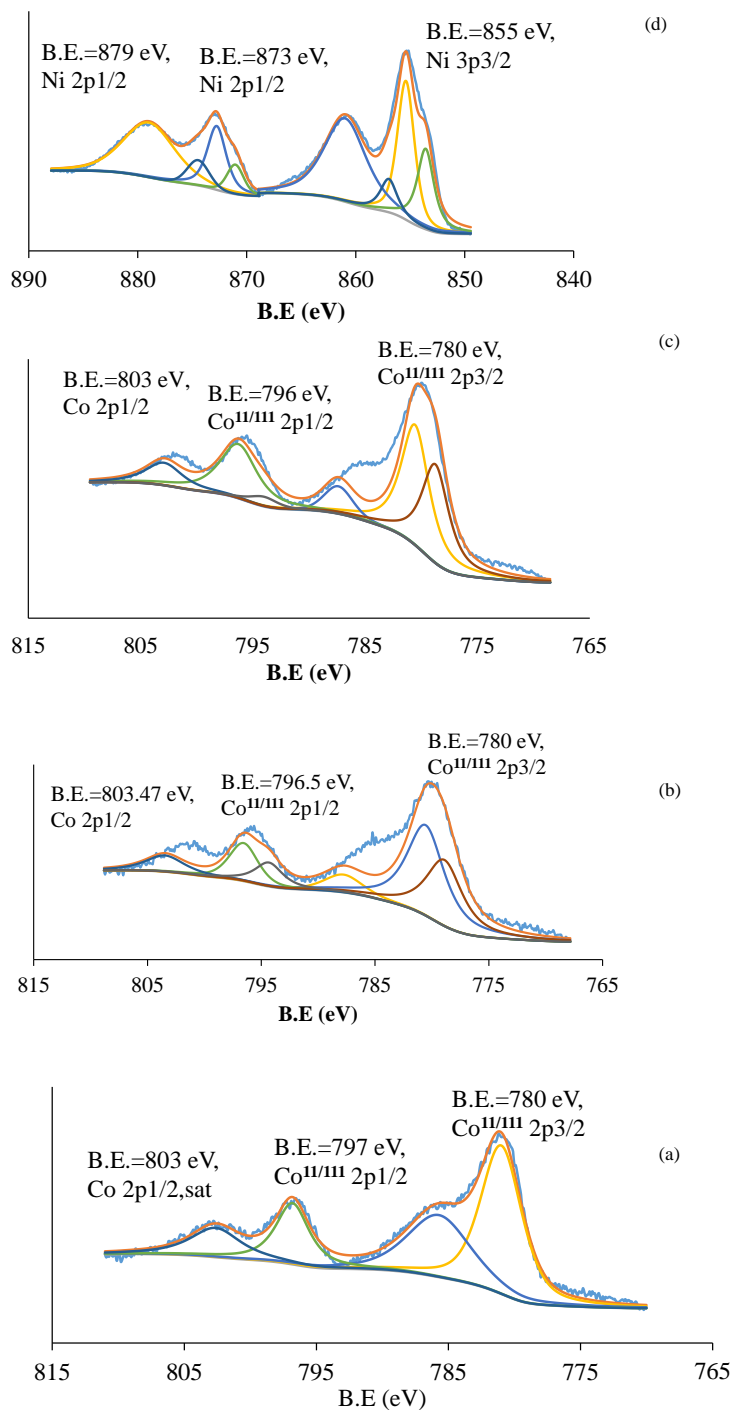 (d)
B.E.=879 eV,
Ni 2p1/2
B.E.=873 eV,
Ni 2p1/2
B.E.=855 eV,
Ni 3p3/2
890 880 870 860 850 840
B.E (eV)
(c)
B.E.=803 eV,
Co 2p1/2
B.E.=796 eV,
Co11/111 2p1/2
B.E.=780 eV,
Co11/111 2p3/2
815 805 795 785 775 765
B.E (eV)
(b)
B.E.=803.47 eV,
Co 2p1/2
B.E.=796.5 eV,
Co11/111 2p1/2
B.E.=780 eV,
Co11/111 2p3/2
815 805 795 785 775 765
B.E (eV)
(a)
B.E.=803 eV,
Co 2p1/2,sat
B.E.=797 eV,
Co11/111 2p1/2
B.E.=780 eV,
Co11/111 2p3/2
815 805 795 785 775 765
B.E (eV)